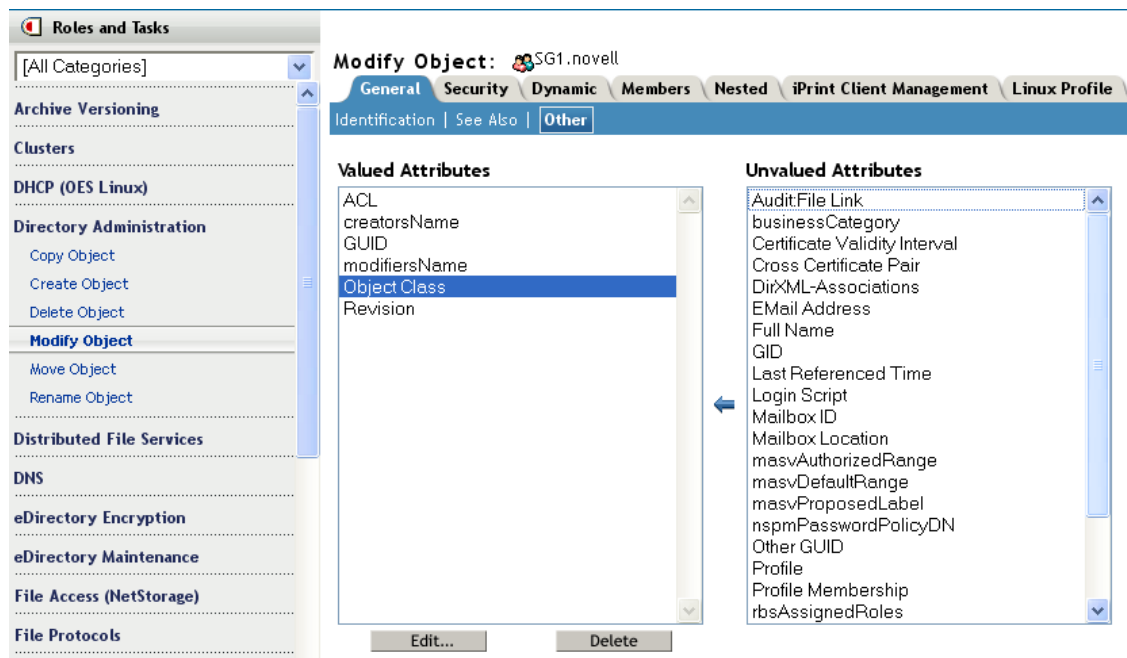 Roles and Tasks
[All Categories]
Archive Versioning
Clusters
DHCP (OES Linux)
Directory Administration
Copy Object
Create Object
Delete Object
Modify Object
Move Object
Rename Object
Distributed File Services
DNS
eDirectory Encryption
eDirectory Maintenance
File Access (NetStorage)
File Protocols
Modify Object: SG1.novell
General Security Dynamic Members Nested iPrint Client Management Linux Profile
Identification | See Also | Other
Valued Attributes
ACL
creatorsName
GUID
modifiersName
Object Class
Revision
Edit... Delete
Unvalued Attributes
Audit:File Link
businessCategory
Certificate Validity Interval
Cross Certificate Pair
DirXML-Associations
EMail Address
Full Name
GID
Last Referenced Time
Login Script
Mailbox ID
Mailbox Location
masvAuthorizedRange
masvDefaultRange
masvProposedLabel
nspmPasswordPolicyDN
Other GUID
Profile
Profile Membership
rbsAssignedRoles